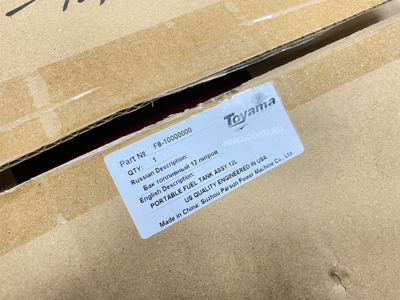 Toyama
Part №: F8-10000000
QTY: 1
Russian Description:
Бак топливный 12 литров
English Description:
PORTABLE FUEL TANK ASSY 12L
US QUALITY ENGINEERED IN USA
Made in China: Suzhou Parsun Power Machine Co., Ltd